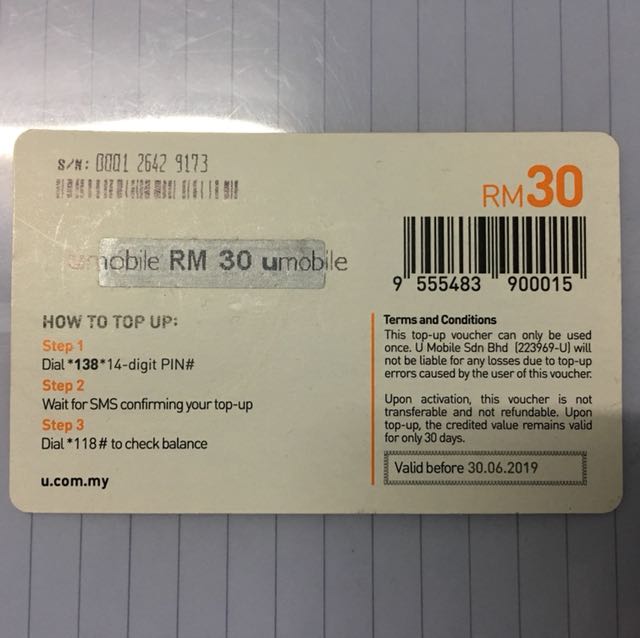 S/N: 0001 2642 9173
RM30
umobile RM 30 umobile
9 555483 900015
HOW TO TOP UP:
Step 1
Dial *138*14-digit PIN#
Step 2
Wait for SMS confirming your top-up
Step 3
Dial *118# to check balance
u.com.my
Terms and Conditions
This top-up voucher can only be used
once. U Mobile Sdn Bhd (223969-U) will
not be liable for any losses due to top-up
errors caused by the user of this voucher.
Upon activation, this voucher is not
transferable and not refundable. Upon
top-up, the credited value remains valid
for only 30 days.
Valid before 30.06.2019